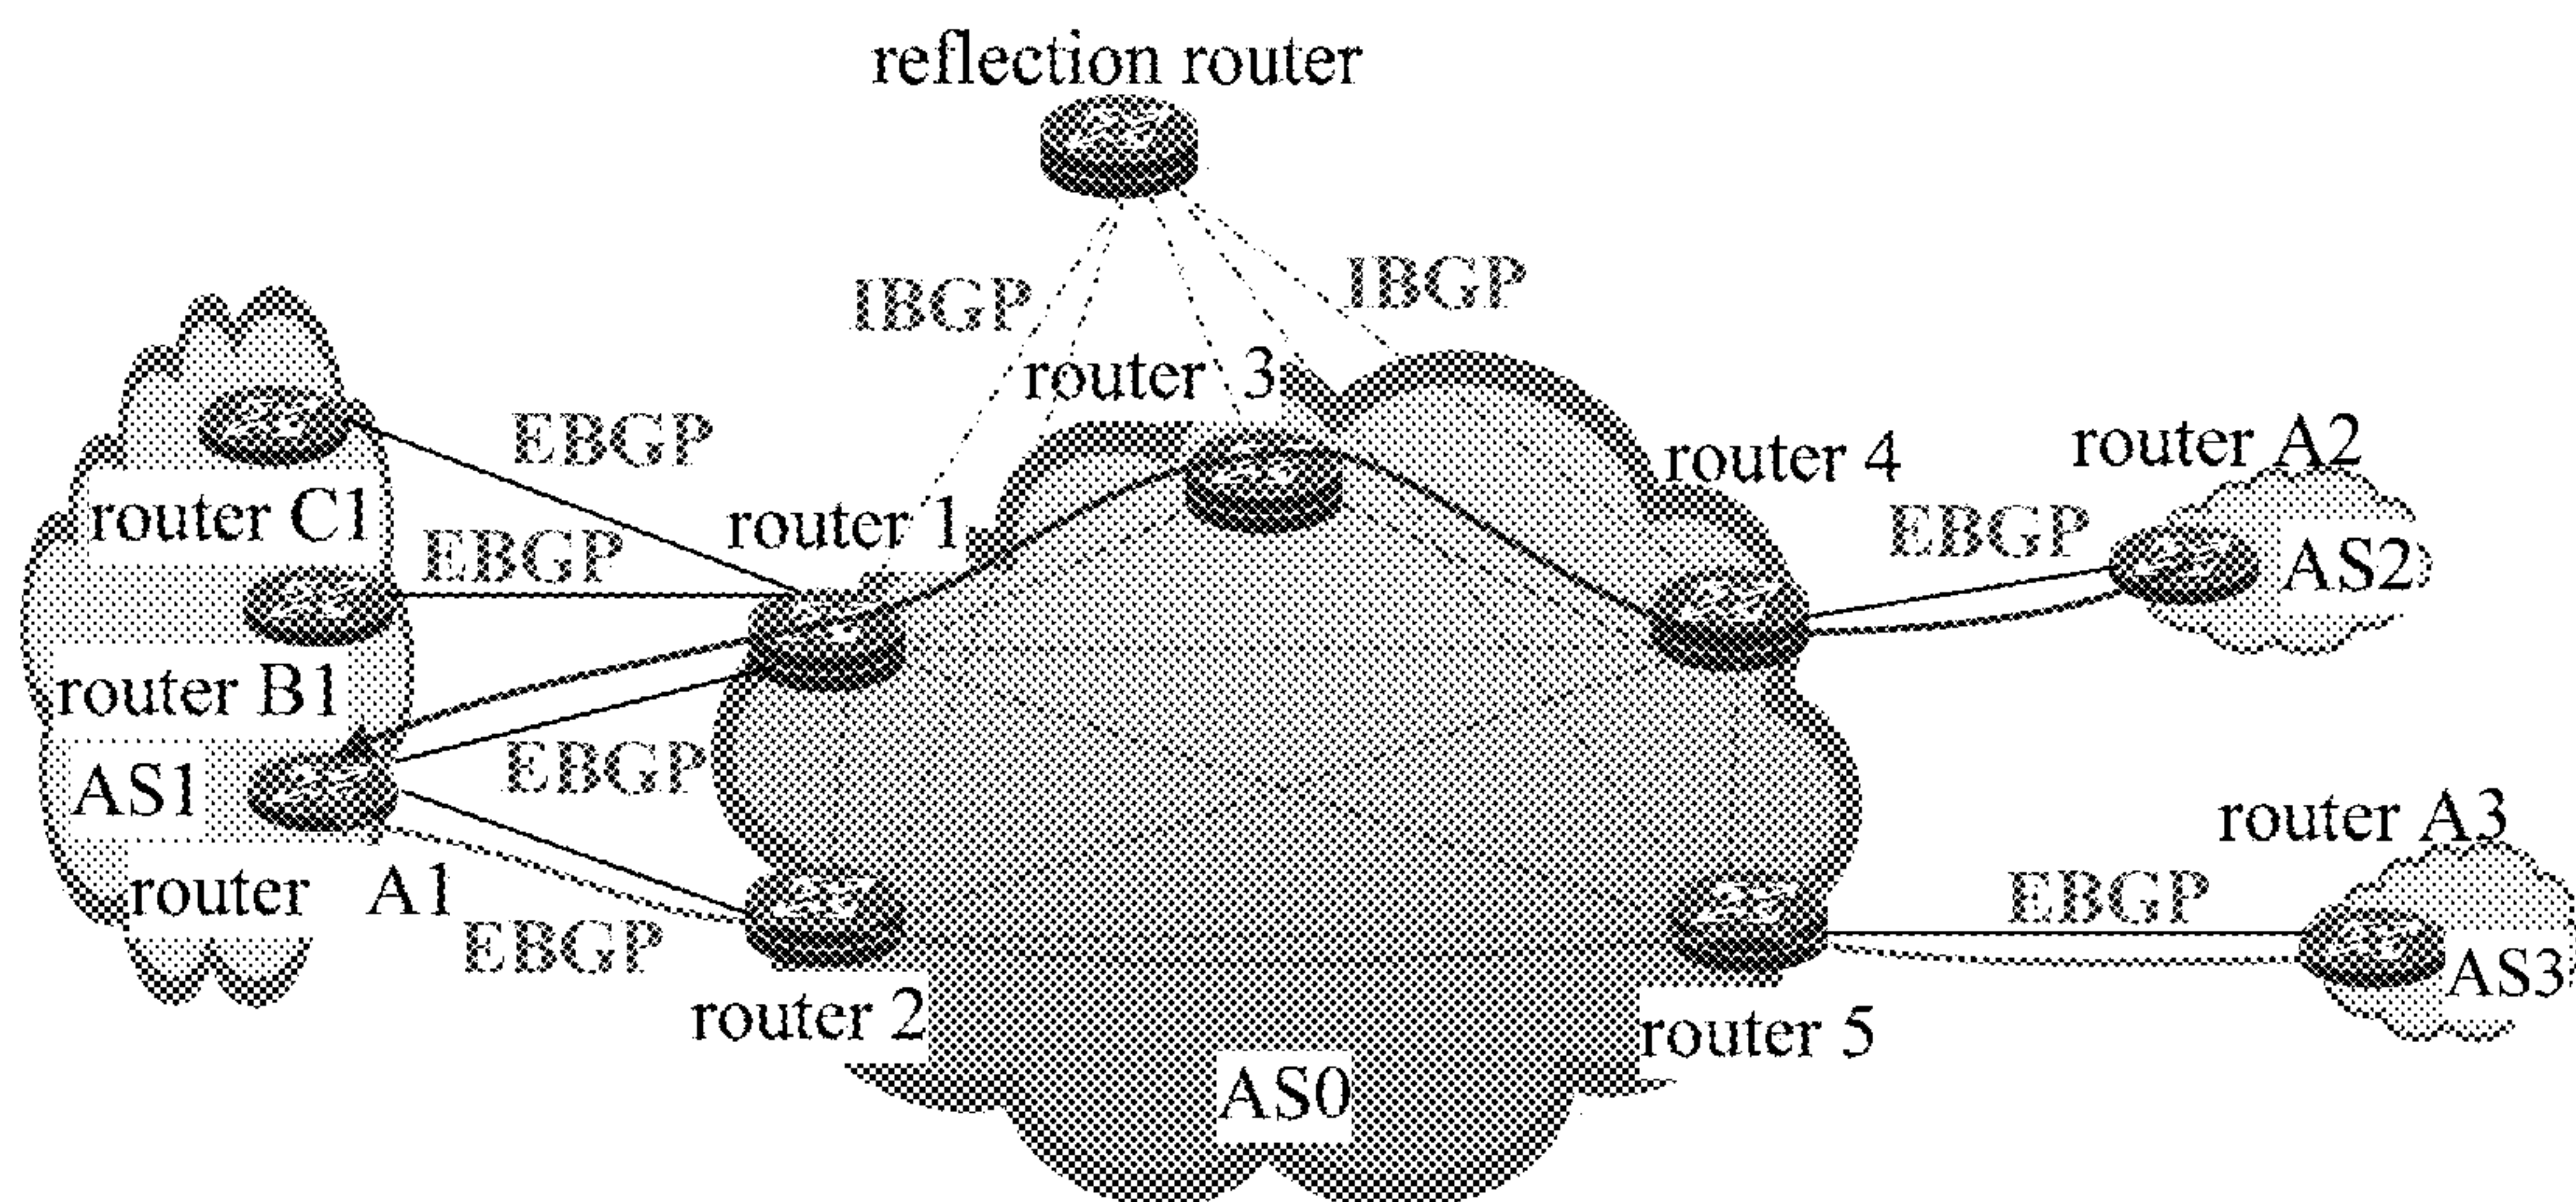 reflection router
IBGP
IBGP
router 3
EBGP
router C1
router 1
router 4
router A2
EBGP
EBGP
AS2
router B1
AS1
EBGP
router A1
EBGP
router 2
router A3
EBGP
AS3
router 5
AS0